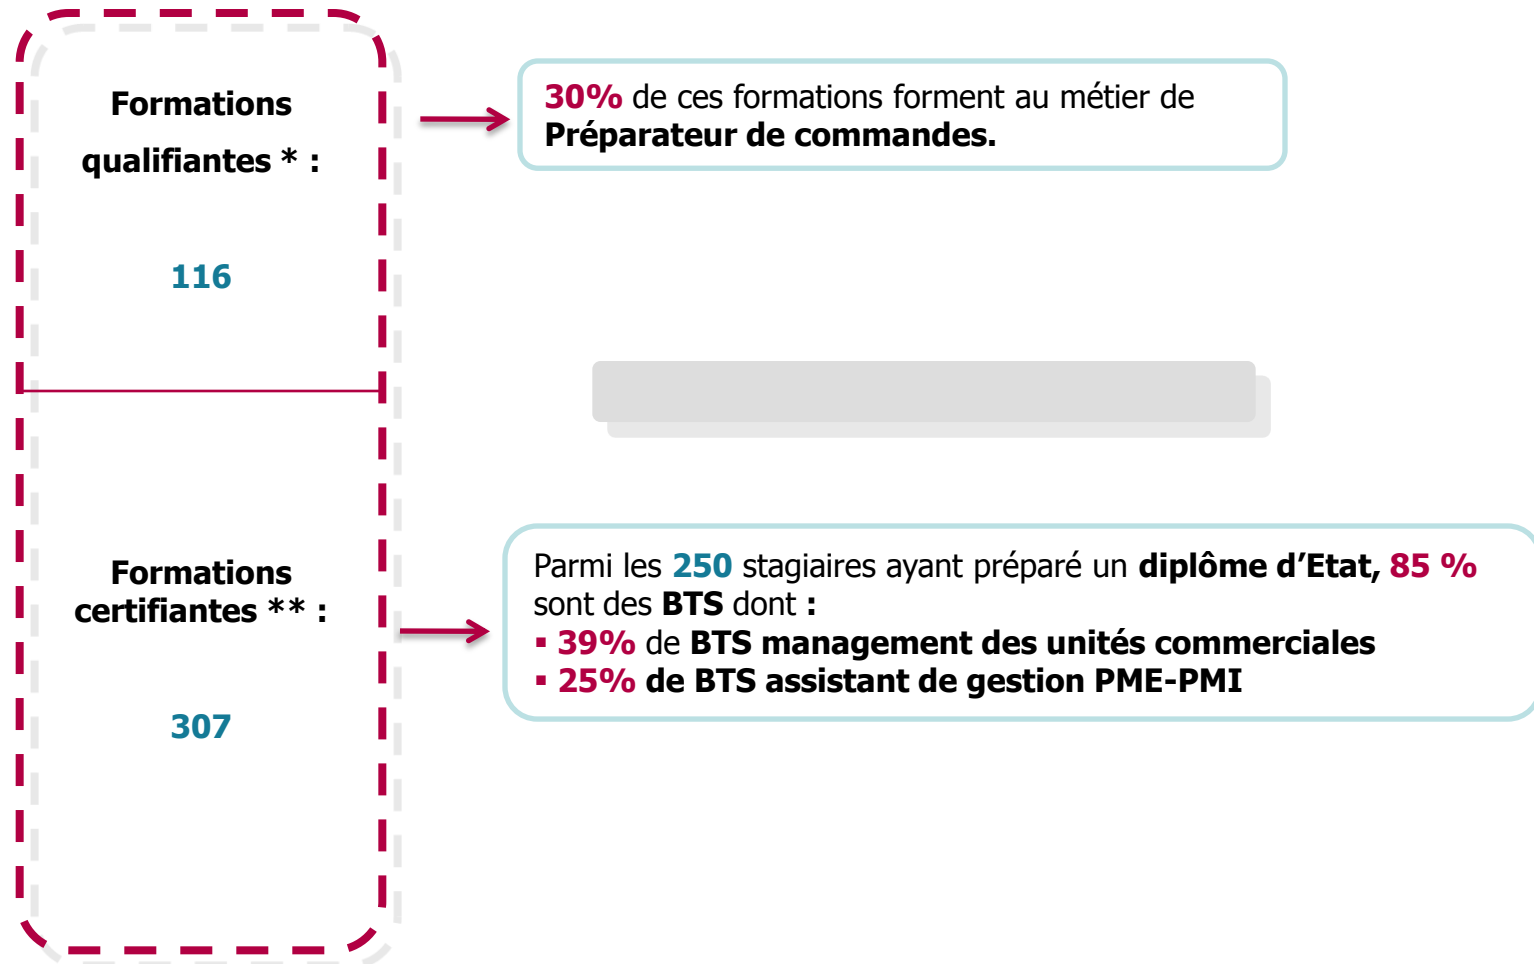 Formations
qualifiantes * :
116
30% de ces formations forment au métier de
Préparateur de commandes.
Formations
certifiantes ** :
307
Parmi les 250 stagiaires ayant préparé un diplôme d’Etat, 85 %
sont des BTS dont :
▪ 39% de BTS management des unités commerciales
▪ 25% de BTS assistant de gestion PME-PMI